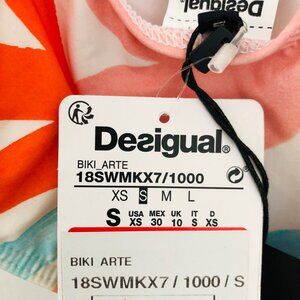 Desigual
Desigual®
BIKI_ARTE
18SWMKX7/1000
XS S M L
USA MEX UK IT D
S XS 30 10 S XS
BIKI ARTE
18SWMKX7 / 1000 / S